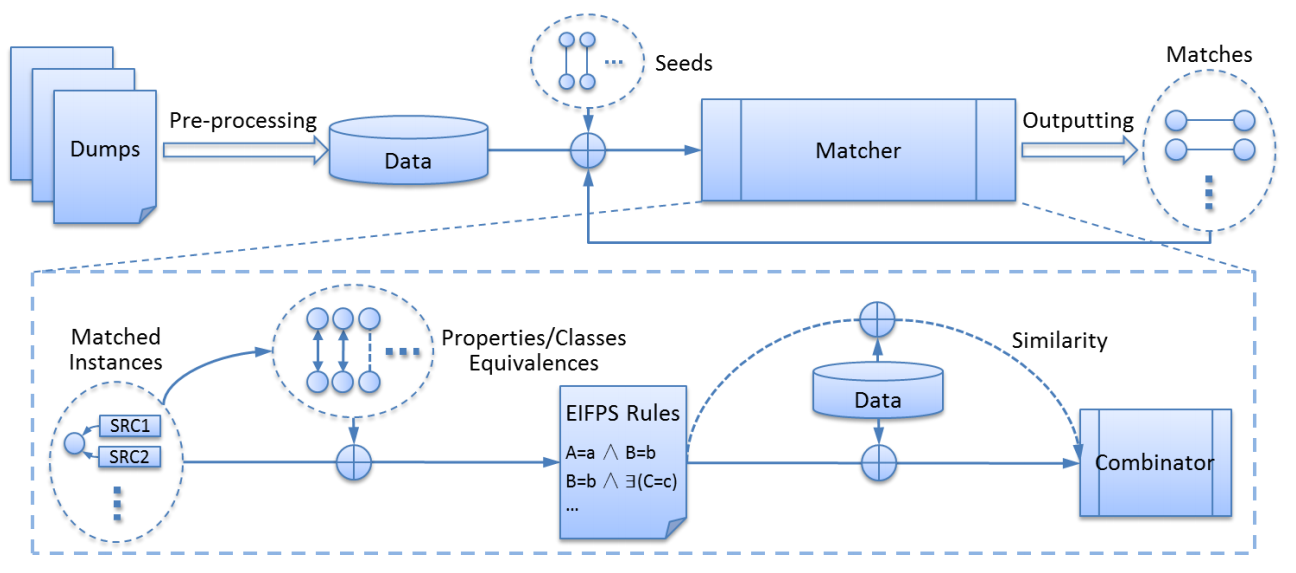 Seeds
Matches
Dumps
Pre-processing
Data
Matcher
Outputting
Matched
Instanced
SRC1
SRC2
Properties/Classes
Equivalences
EIFPS Rules
A=a ∧ B=b
B=b ∧ ∃(C=c)
...
Similarity
Data
Combinator